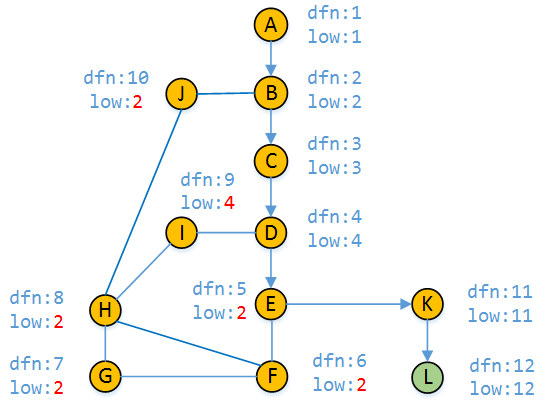 A
dfn:1
low:1
dfn:10
low:2
J
B
dfn:2
low:2
C
dfn:3
low:3
dfn:9
low:4
I
D
dfn:4
low:4
dfn:8
low:2
H
dfn:5
low:2
E
K
dfn:11
low:11
dfn:7
low:2
G
F
dfn:6
low:2
L
dfn:12
low:12